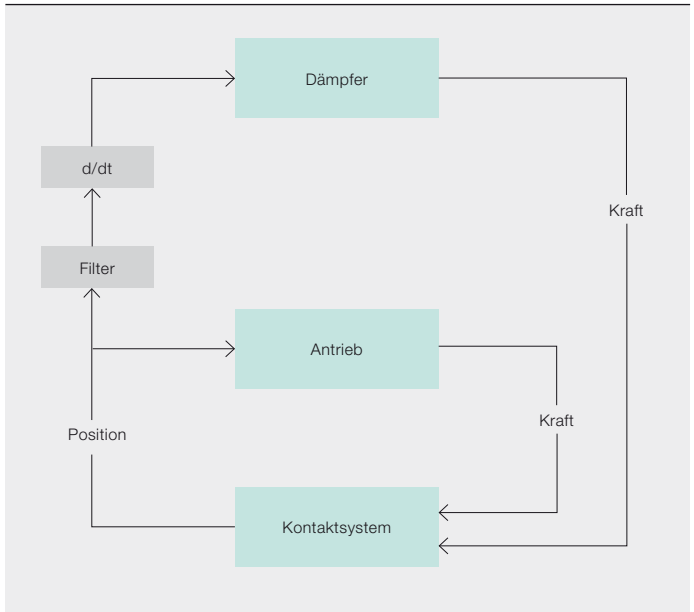 Dämpfer
d/dt
Kraft
Filter
Antrieb
Kraft
Position
Kontaktsystem